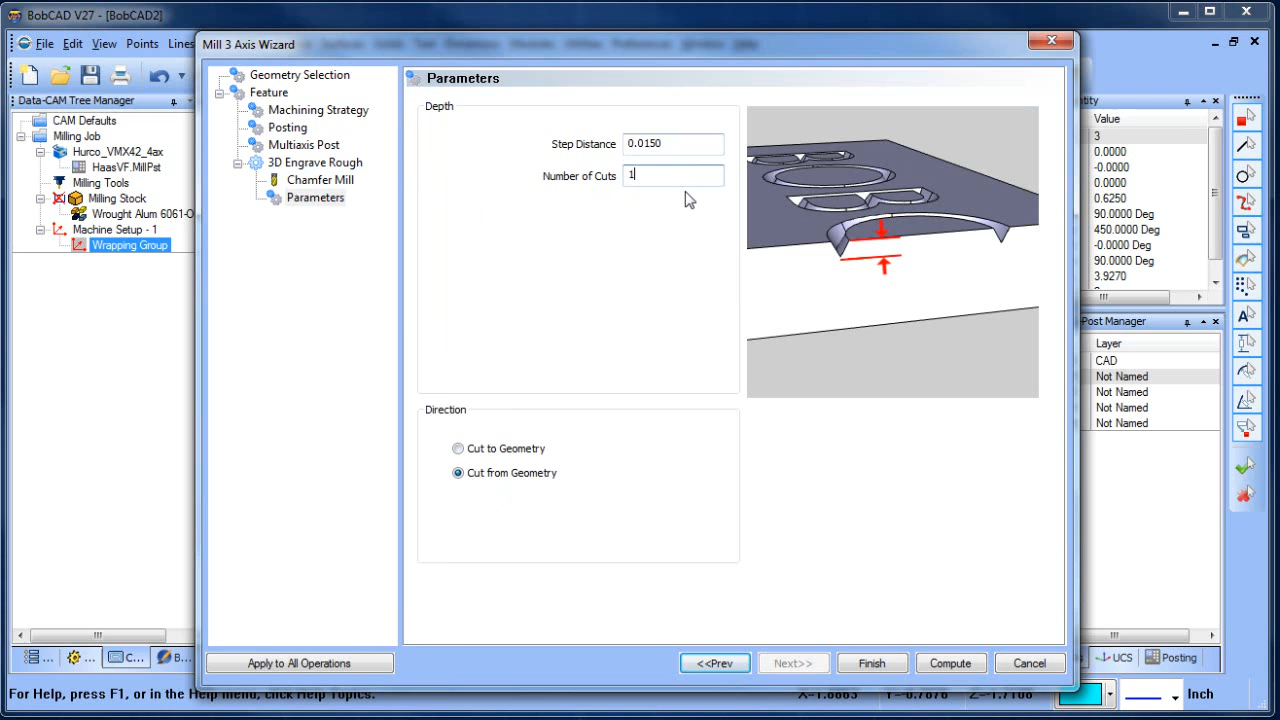 BobCAD V27 - [BobCAD2]
File Edit View Points Lines
Data-CAM Tree Manager
CAM Defaults
Milling Job
Hurco_VMX42_4ax
HaasVF.MillPst
Milling Tools
Milling Stock
Wrought Alum 6061-O
Machine Setup - 1
Wrapping Group
C...
B...
Mill 3 Axis Wizard
Geometry Selection
Feature
Machining Strategy
Posting
Multiaxis Post
3D Engrave Rough
Chamfer Mill
Parameters
Apply to All Operations
Parameters
Depth
Step Distance 0.0150
Number of Cuts 1
Direction
Cut to Geometry
Cut from Geometry
<<Prev Next>> Finish Compute Cancel
Value
3
0.0000
-0.0000
0.0000
0.6250
90.0000 Deg
450.0000 Deg
-0.0000 Deg
90.0000 Deg
3.9270
Post Manager
Layer
CAD
Not Named
Not Named
Not Named
Not Named
UCS Posting
For Help, press F1, or in the Help menu, click Help Topics.
Inch